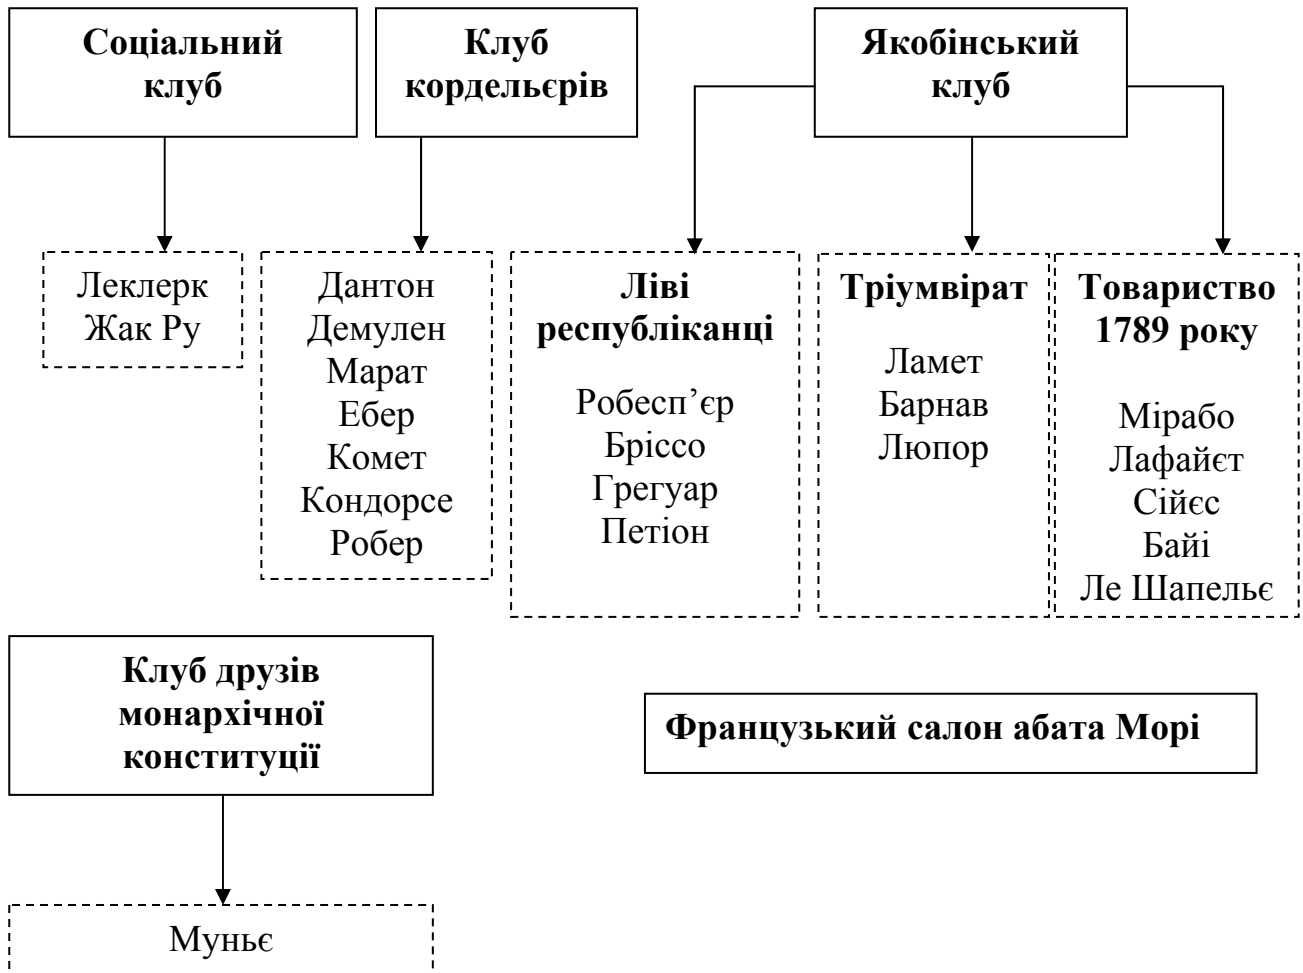 Соціальний
клуб
Клуб
кордельєрів
Якобінський
клуб
Леклерк
Жак Ру
Дантон
Демулен
Марат
Ебер
Комет
Кондорсе
Робер
Ліві
республіканці
Робесп’єр
Бріссо
Грегуар
Петіон
Тріумвірат
Ламет
Барнав
Люпор
Товариство
1789 року
Мірабо
Лафайєт
Сійєс
Байі
Ле Шапельє
Клуб друзів
монархічної
конституції
Французький салон абата Морі
Муньє